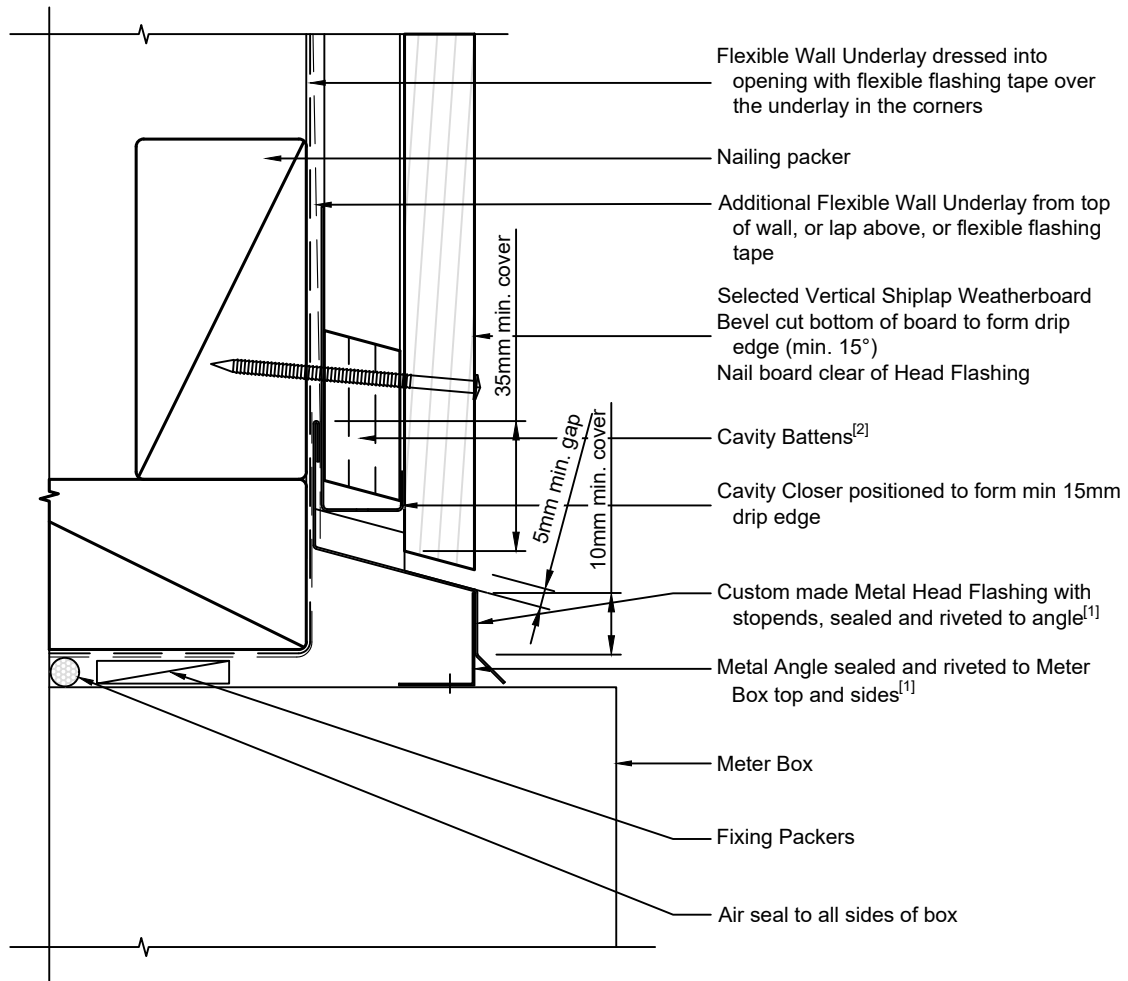 Flexible Wall Underlay dressed into
opening with flexible flashing tape over
the underlay in the corners
Nailing packer
Additional Flexible Wall Underlay from top
of wall, or lap above, or flexible flashing
tape
Selected Vertical Shiplap Weatherboard
Bevel cut bottom of board to form drip
edge (min. 15°)
Nail board clear of Head Flashing
Cavity Battens[2]
Cavity Closer positioned to form min 15mm
drip edge
Custom made Metal Head Flashing with
stopends, sealed and riveted to angle[1]
Metal Angle sealed and riveted to Meter
Box top and sides[1]
Meter Box
Fixing Packers
Air seal to all sides of box
35mm min. cover
5mm min. gap
10mm min. cover